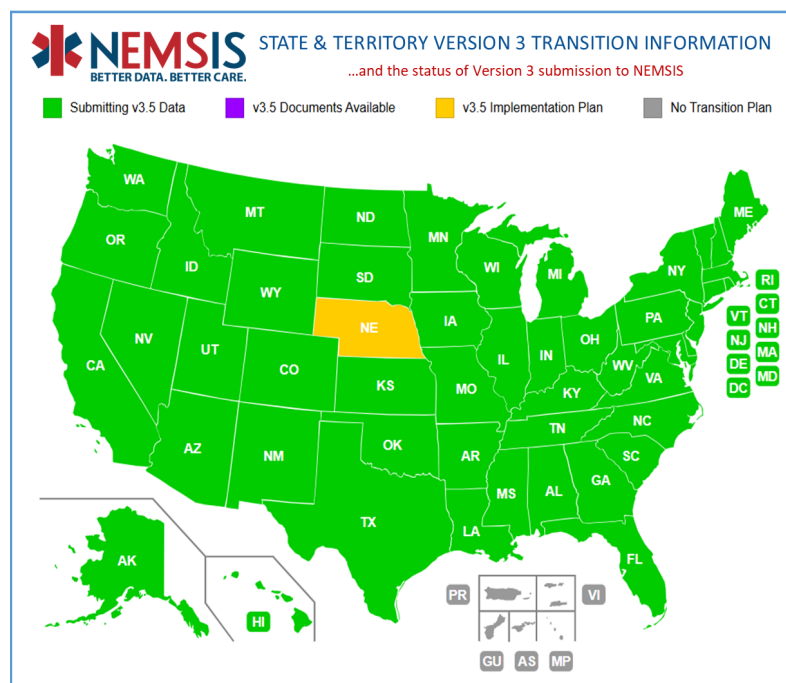 NEMSIS
BETTER DATA. BETTER CARE.
STATE & TERRITORY VERSION 3 TRANSITION INFORMATION
...and the status of Version 3 submission to NEMSIS
Submitting v3.5 Data
v3.5 Documents Available
v3.5 Implementation Plan
No Transition Plan
WA
MT
ND
MN
ME
OR
ID
SD
WI
MI
NY
WY
RI
CT
NE
IA
PA
VT
NH
NV
UT
OH
NJ
MA
CA
CO
IL
IN
WV
DE
MD
KS
MO
VA
DC
KY
AZ
NM
OK
AR
TN
NC
SC
MS
AL
GA
TX
LA
AK
FL
HI
PR
VI
GU
AS
MP